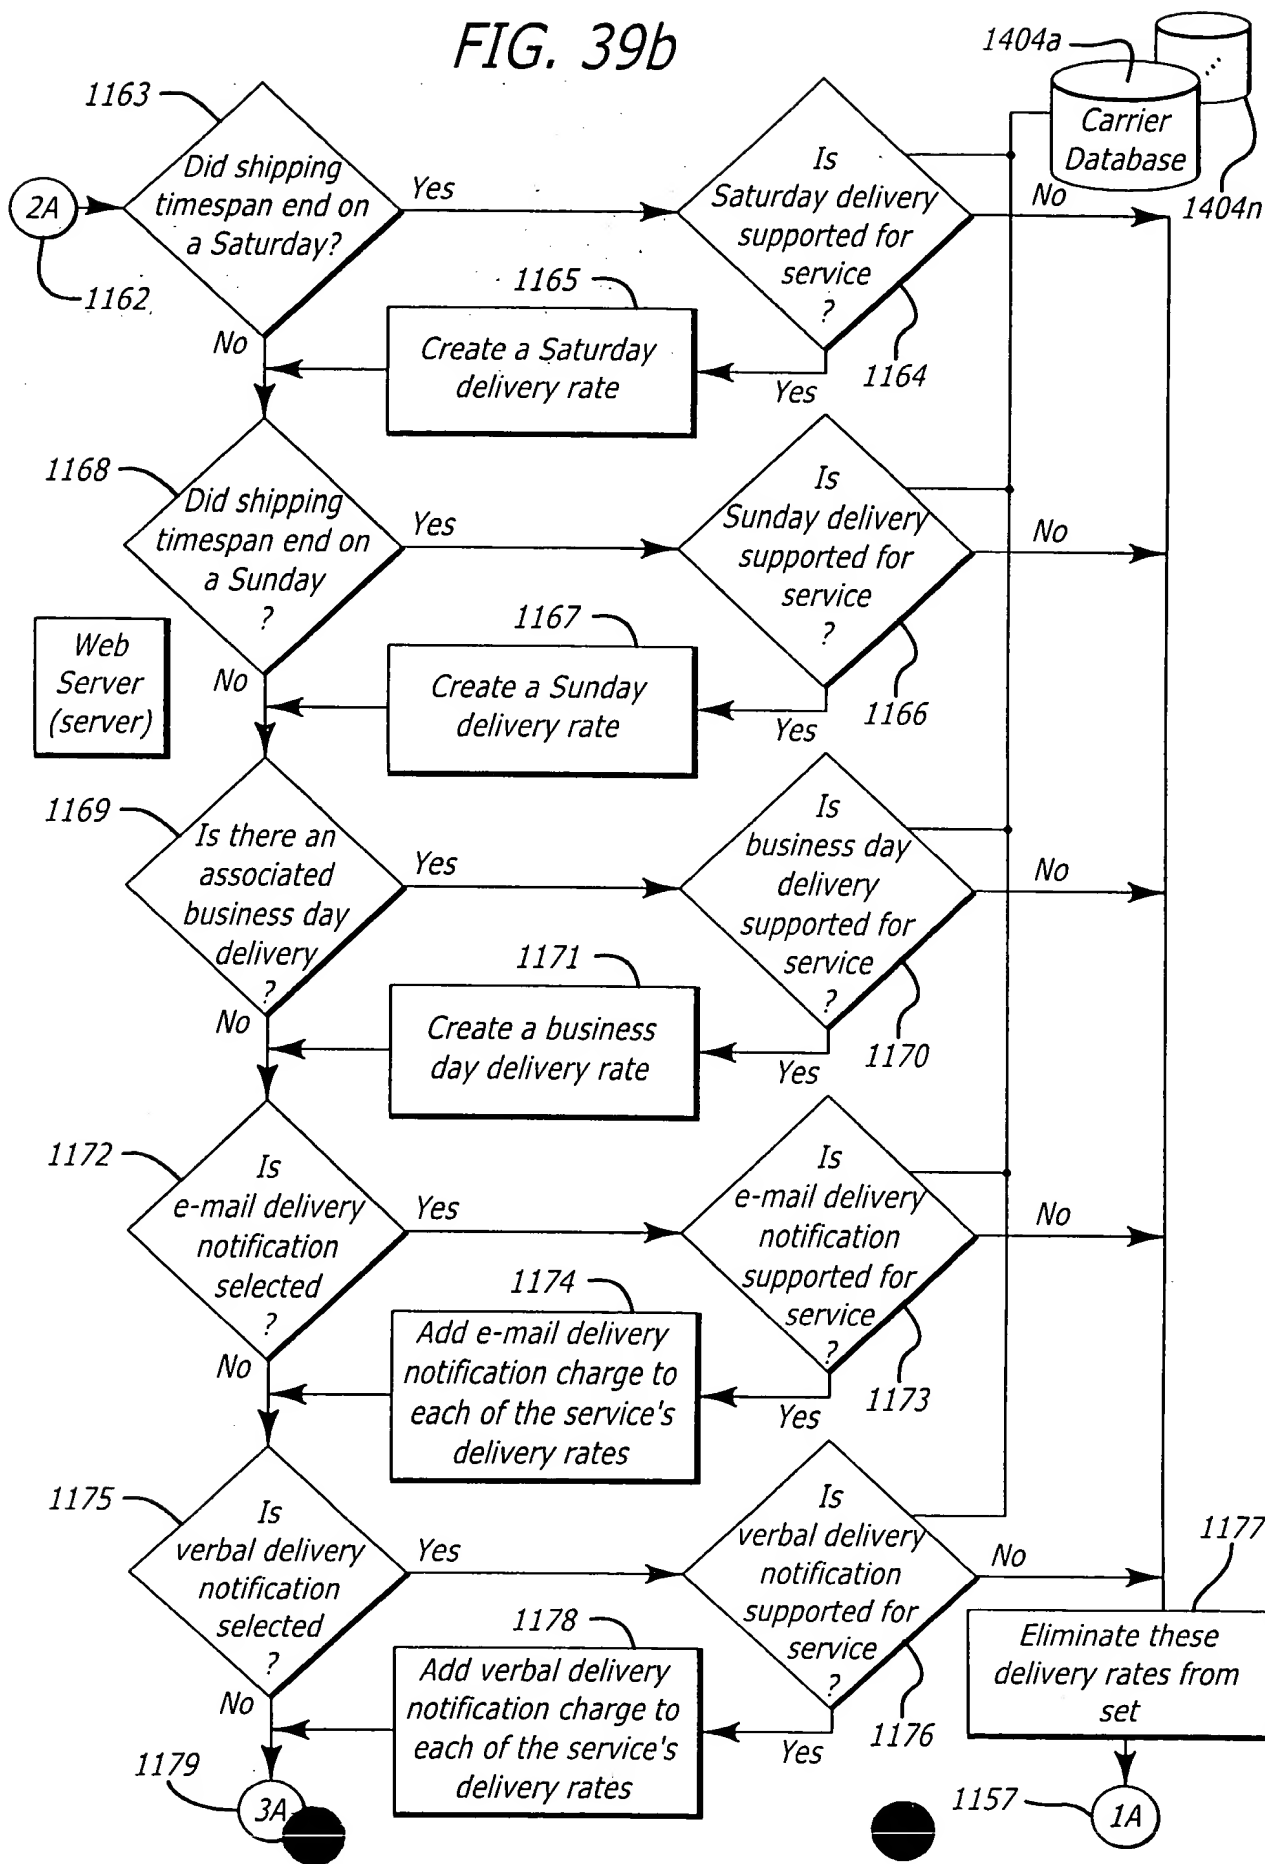 FIG. 39b
1404a
Carrier
Database
1404n
1163
Did shipping
timespan end on
a Saturday?
Yes
Is
Saturday delivery
supported for
service
?
No
2A
1162
1165
Create a Saturday
delivery rate
No
Yes
1164
1168
Did shipping
timespan end on
a Sunday
?
Yes
Is
Sunday delivery
supported for
service
?
No
Web
Server
(server)
1167
Create a Sunday
delivery rate
No
Yes
1166
1169
Is there an
associated
business day
delivery
?
Yes
Is
business day
delivery
supported for
service
?
No
1171
Create a business
day delivery rate
No
Yes
1170
1172
Is
e-mail delivery
notification
selected
?
Yes
Is
e-mail delivery
notification
supported for
service
?
No
1174
Add e-mail delivery
notification charge to
each of the service's
delivery rates
No
Yes
1173
1175
Is
verbal delivery
notification
selected
?
Yes
Is
verbal delivery
notification
supported for
service
?
No
1177
Eliminate these
delivery rates from
set
1178
Add verbal delivery
notification charge to
each of the service's
delivery rates
No
Yes
1176
1179
3A
1157
1A